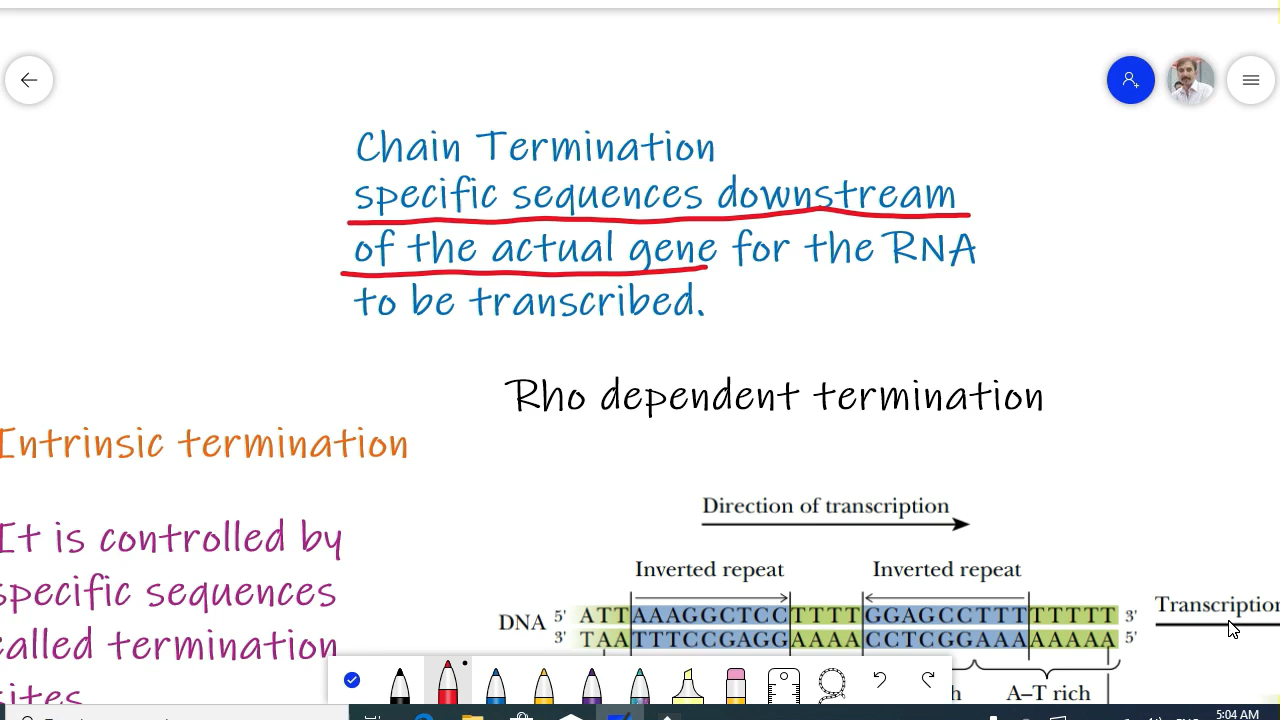 Chain Termination
specific sequences downstream
of the actual gene for the RNA
to be transcribed.
Rho dependent termination
Intrinsic termination
It is controlled by
specific sequences
called termination
sites
Direction of transcription
Inverted repeat Inverted repeat
DNA 5' ATTAAAGGCTCCTTTTGGAGCCTTTTTTTT 3'
3' TAATTTCCGAGGAAAACCTCGGAAAAAAAA 5'
Transcription
h A–T rich
5:04 AM